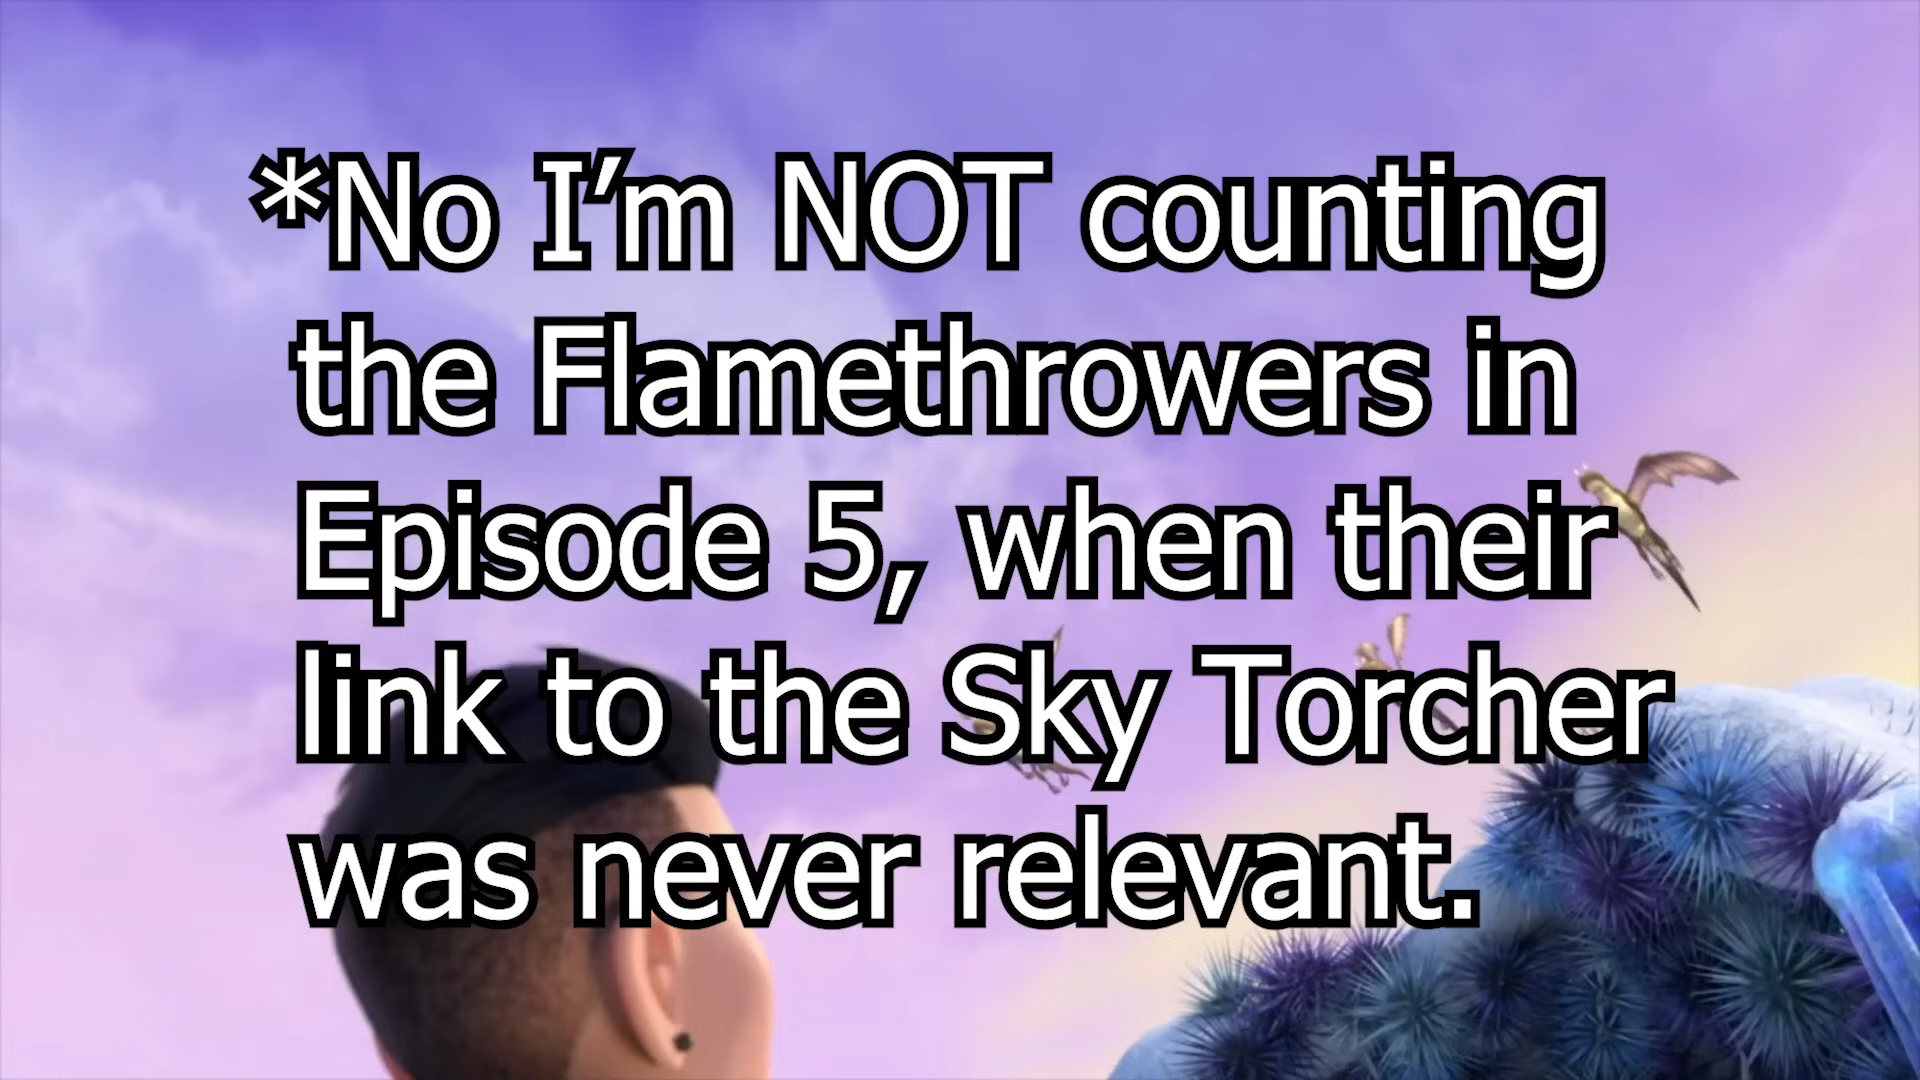 *No I’m NOT counting
the Flamethrowers in
Episode 5, when their
link to the Sky Torcher
was never relevant.